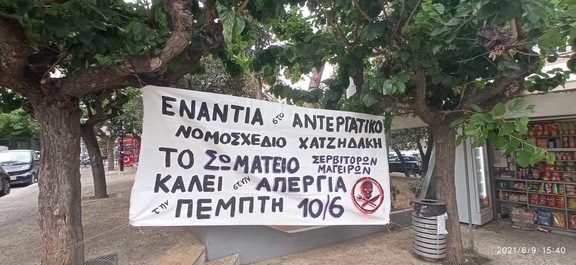 ΕΝΑΝΤΙΑ στο ΑΝΤΕΡΓΑΤΙΚΟ
ΝΟΜΟΣΧΕΔΙΟ ΧΑΤΖΗΔΑΚΗ
ΤΟ ΣΩΜΑΤΕΙΟ ΣΕΡΒΙΤΟΡΩΝ ΜΑΓΕΙΡΩΝ
ΚΑΛΕΙ στην ΑΠΕΡΓΙΑ
την ΠΕΜΠΤΗ 10/6
2021/6/9 15:40